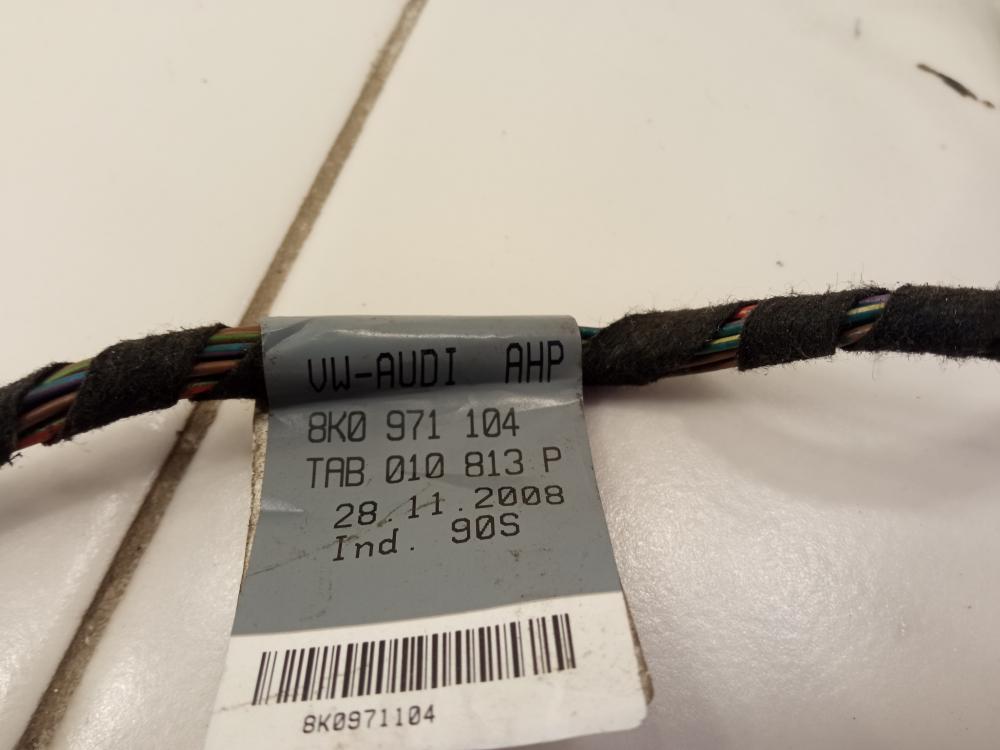 VW-AUDI AHP
8K0 971 104
TAB 010 813 P
28.11.2008
Ind. 90S
8K0971104